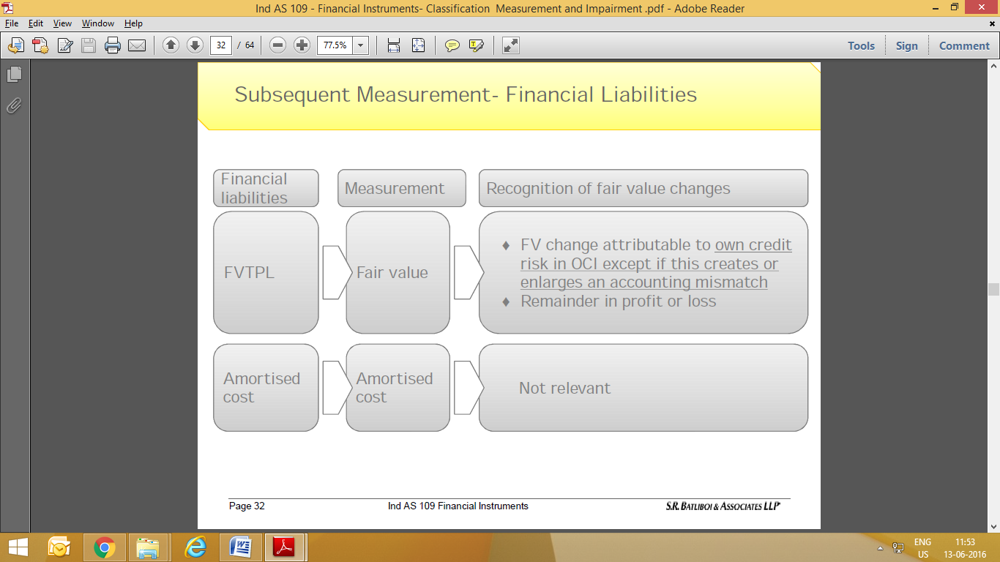 Ind AS 109 - Financial Instruments- Classification  Measurement and Impairment .pdf - Adobe Reader
File Edit View Window Help
32 / 64 77.5% Tools Sign Comment
Subsequent Measurement- Financial Liabilities
Financial
liabilities
Measurement
Recognition of fair value changes
FVTPL
Fair value
♦ FV change attributable to own credit
risk in OCI except if this creates or
enlarges an accounting mismatch
♦ Remainder in profit or loss
Amortised
cost
Amortised
cost
Not relevant
Page 32 Ind AS 109 Financial Instruments S.R. BATLIBOI & ASSOCIATES LLP
ENG 11:53
US 13-06-2016